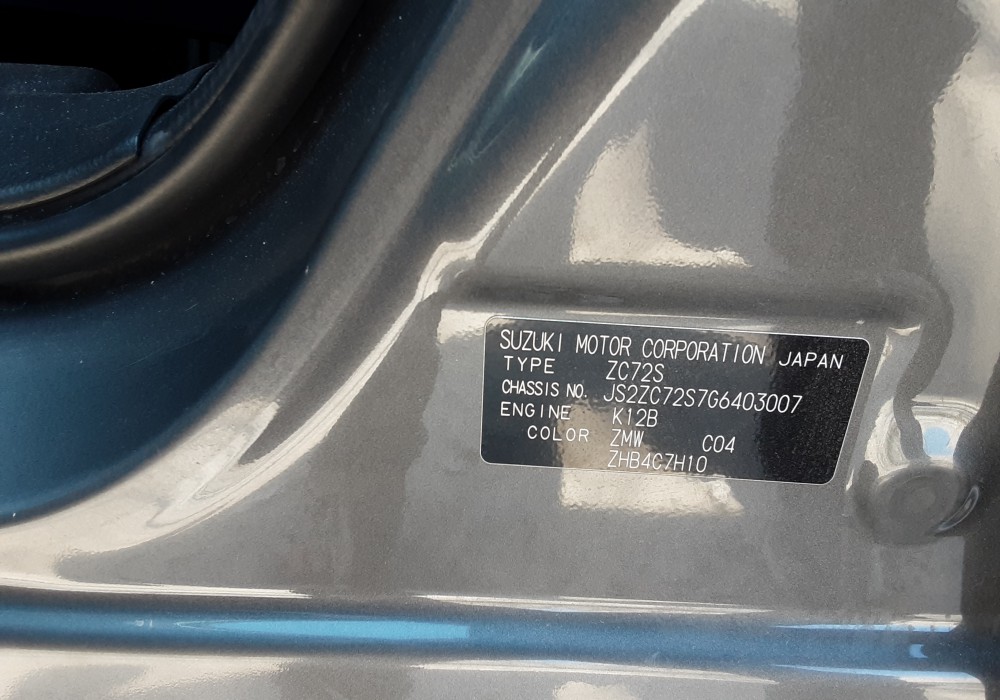 SUZUKI MOTOR CORPORATION JAPAN
TYPE ZC72S
CHASSIS NO. JS2ZC72S7G6403007
ENGINE K12B
COLOR ZMW C04
ZHB4C7H10